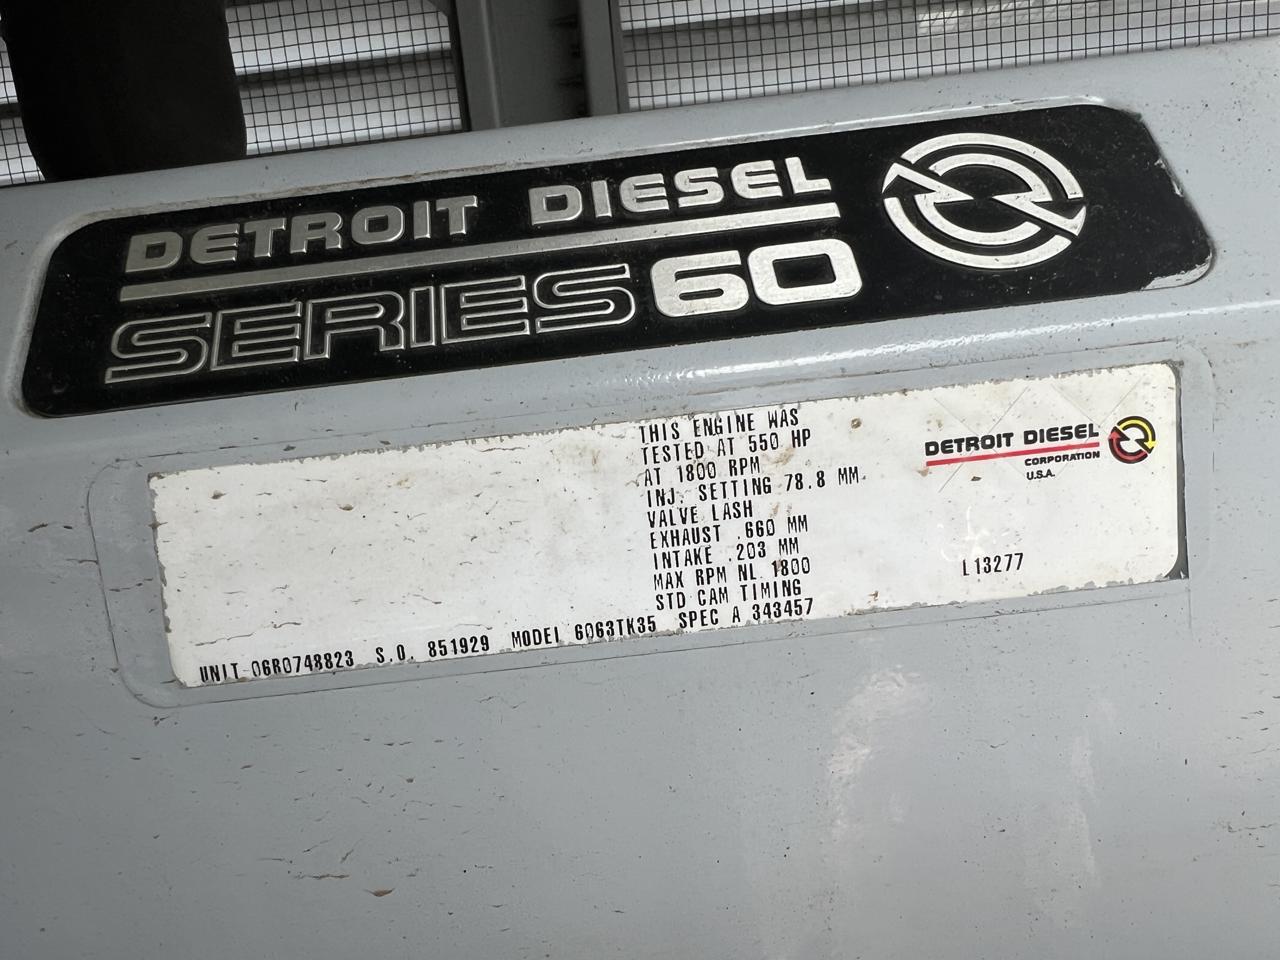 DETROIT DIESEL
SERIES 60
THIS ENGINE WAS
TESTED AT 550 HP
AT 1800 RPM
INJ. SETTING 78.8 MM.
VALVE LASH
EXHAUST .660 MM
INTAKE .203 MM
MAX RPM NL 1800
STD CAM TIMING
UNIT 06R0748823 S.O. 851929 MODEL 6063TK35 SPEC A 343457
DETROIT DIESEL
CORPORATION
U.S.A.
L13277